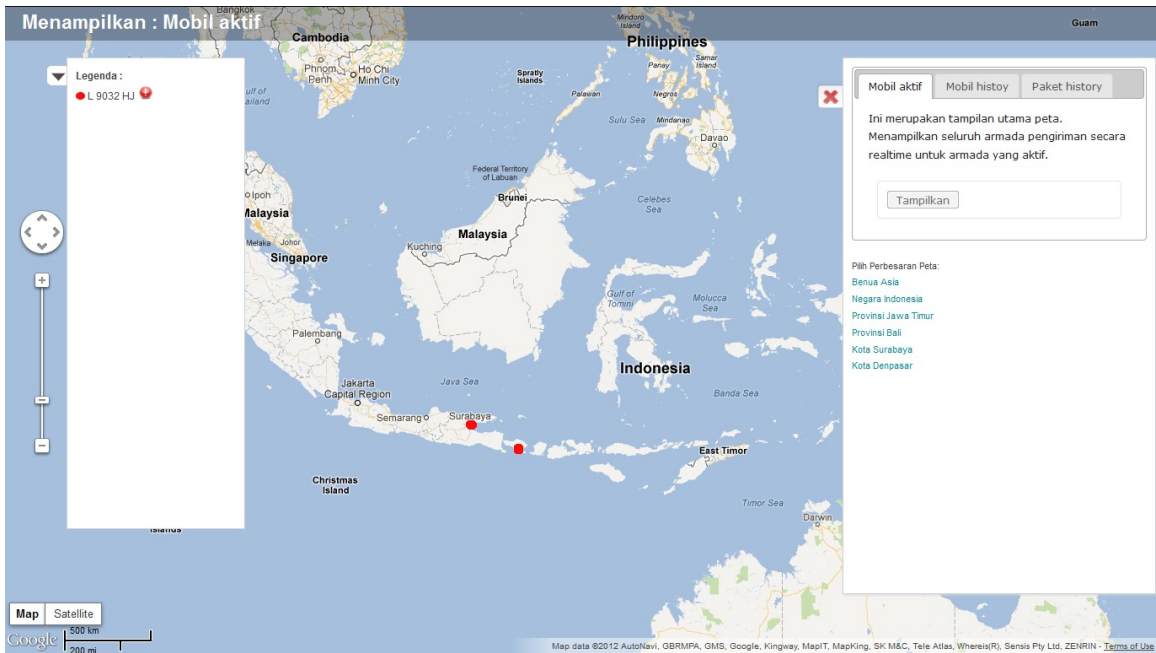 Menampilkan : Mobil aktif
Bangkok
Cambodia
Phnom Penh
Ho Chi
Minh City
Mindoro
Island
Philippines
Guam
Legenda :
L 9032 HJ
Spratly
Islands
Panay
Samar
Island
Palawan
Negros
Sulu Sea
Mindanao
Davao
Mobil aktif
Mobil histoy
Paket history
Ini merupakan tampilan utama peta.
Menampilkan seluruh armada pengiriman secara
realtime untuk armada yang aktif.
Tampilkan
Federal Territory
of Labuan
Brunei
Celebes
Sea
Ipoh
Malaysia
Melaka
Johor
Singapore
Malaysia
Kuching
Pilih Perbesaran Peta:
Benua Asia
Negara Indonesia
Provinsi Jawa Timur
Provinsi Bali
Kota Surabaya
Kota Denpasar
Gulf of
Tomini
Molucca
Sea
Palembang
Indonesia
Jakarta
Capital Region
Java Sea
Banda Sea
Semarang
Surabaya
East Timor
Christmas
Island
Timor Sea
Darwin
Islands
Map
Satellite
Google
500 km
200 mi
Map data ©2012 AutoNavi, GBRMPA, GMS, Google, Kingway, MapIT, MapKing, SK M&C, Tele Atlas, Whereis(R), Sensis Pty Ltd, ZENRIN - Terms of Use